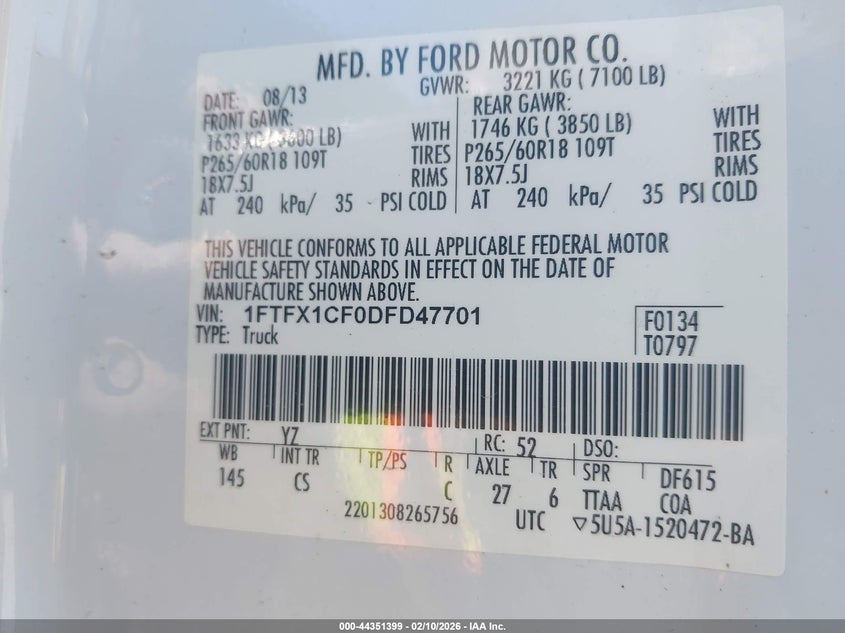 MFD. BY FORD MOTOR CO.
DATE: 08/13 GVWR: 3221 KG ( 7100 LB)
FRONT GAWR: REAR GAWR:
1633 KG LB) WITH 1746 KG ( 3850 LB) WITH
P265/60R18 109T TIRES P265/60R18 109T TIRES
18X7.5J RIMS 18X7.5J RIMS
AT 240 kPa/ 35 PSI COLD AT 240 kPa/ 35 PSI COLD
THIS VEHICLE CONFORMS TO ALL APPLICABLE FEDERAL MOTOR
VEHICLE SAFETY STANDARDS IN EFFECT ON THE DATE OF
MANUFACTURE SHOWN ABOVE.
VIN: 1FTFX1CF0DFD47701 F0134
TYPE: Truck T0797
EXT PNT: YZ RC: 52 DSO:
WB INT TR TP/PS R AXLE TR SPR DF615
145 CS C 27 6 TTAA COA
2201308265756 UTC ▽5U5A-1520472-BA
000-44351399 - 02/10/2026 - IAA Inc.